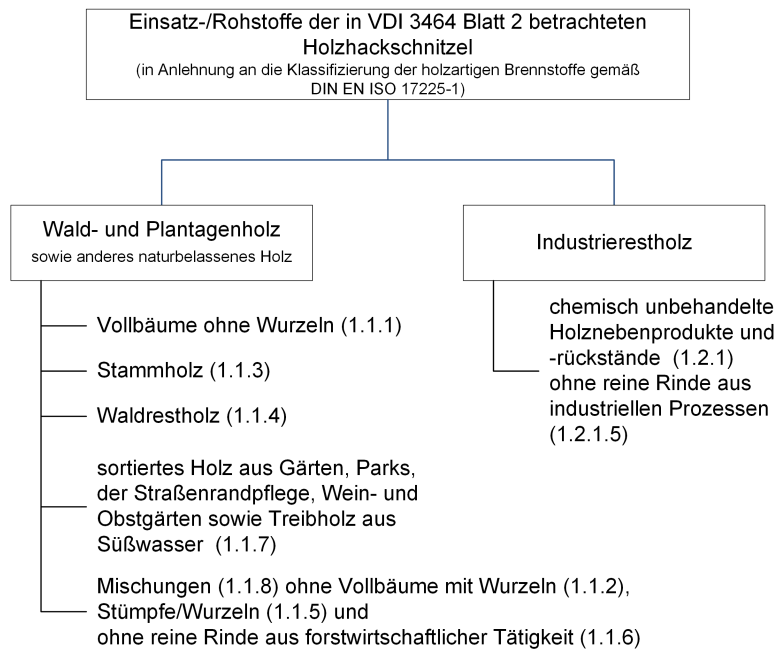 Einsatz-/Rohstoffe der in VDI 3464 Blatt 2 betrachteten
Holzhackschnitzel
(in Anlehnung an die Klassifizierung der holzartigen Brennstoffe gemäß
DIN EN ISO 17225-1)
Wald- und Plantagenholz
sowie anderes naturbelassenes Holz
Vollbäume ohne Wurzeln (1.1.1)
Stammholz (1.1.3)
Waldrestholz (1.1.4)
sortiertes Holz aus Gärten, Parks,
der Straßenrandpflege, Wein- und
Obstgärten sowie Treibholz aus
Süßwasser (1.1.7)
Mischungen (1.1.8) ohne Vollbäume mit Wurzeln (1.1.2),
Stümpfe/Wurzeln (1.1.5) und
ohne reine Rinde aus forstwirtschaftlicher Tätigkeit (1.1.6)
Industrierestholz
chemisch unbehandelte
Holznebenprodukte und
-rückstände (1.2.1)
ohne reine Rinde aus
industriellen Prozessen
(1.2.1.5)